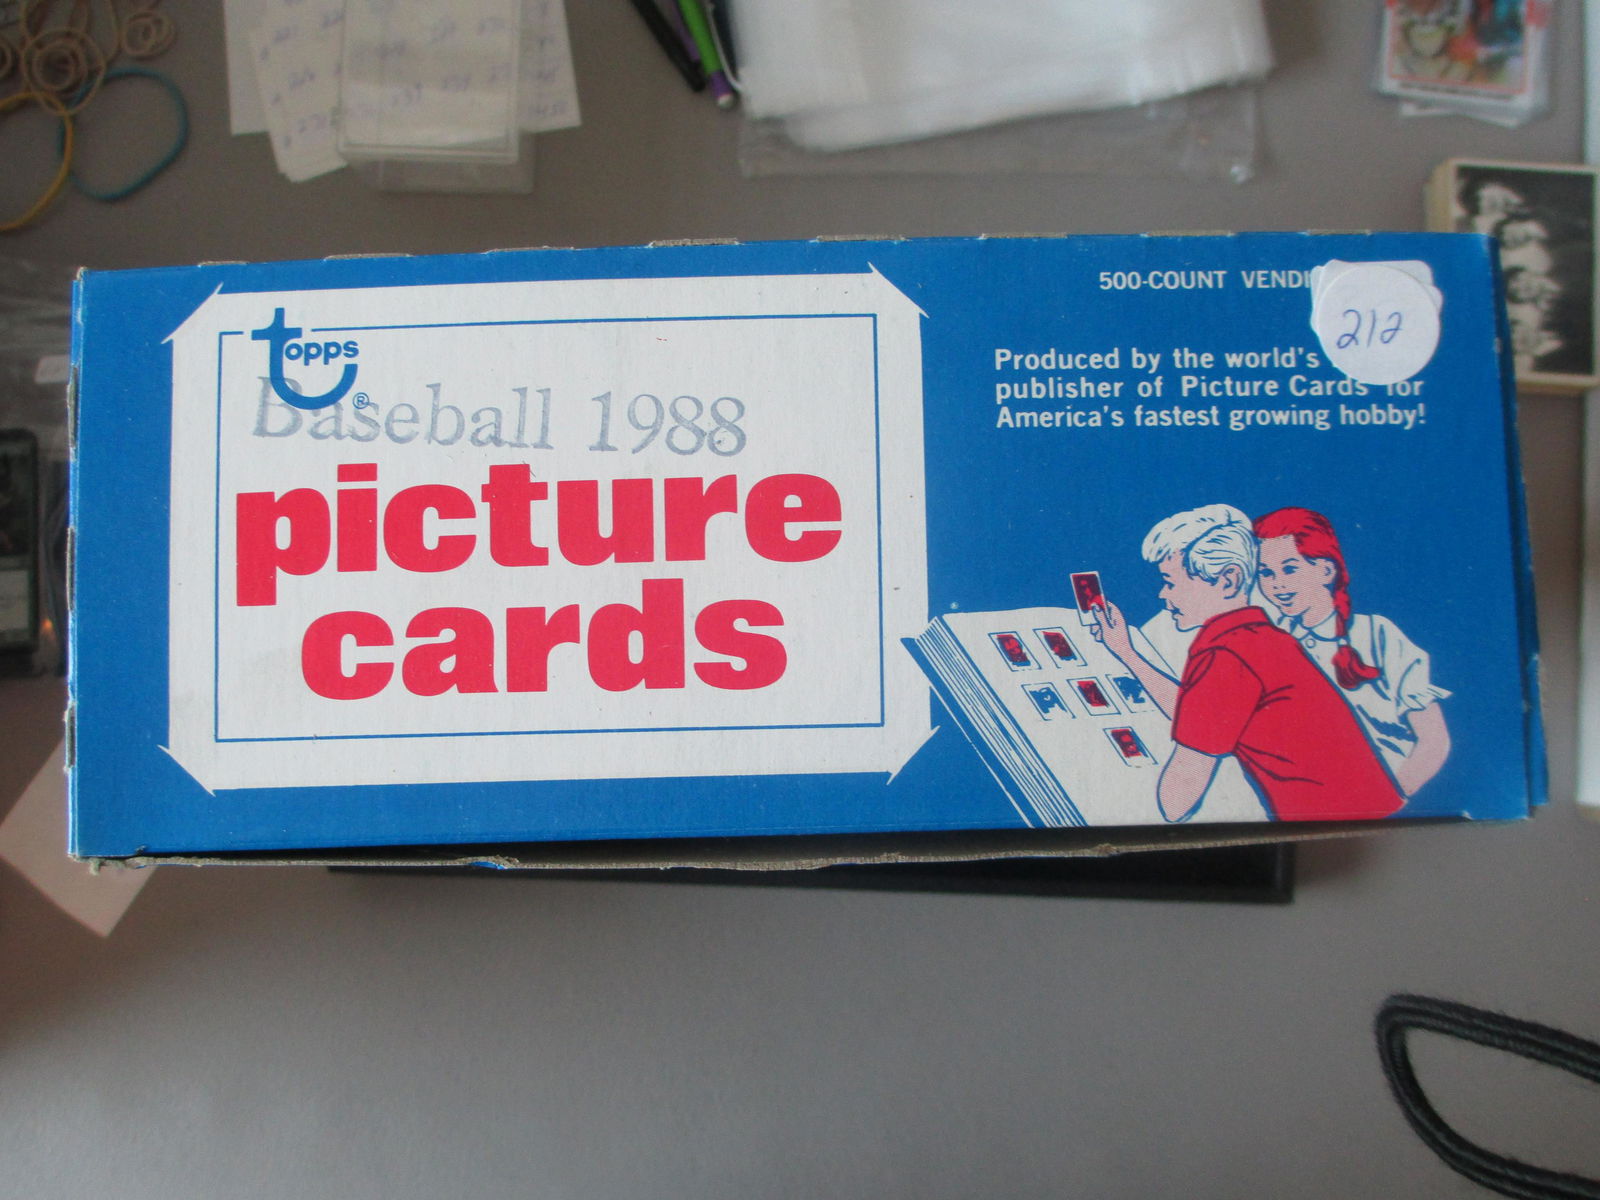 topps®
Baseball 1988
picture
cards
500-COUNT
212
Produced by the world's
publisher of Picture Cards for
America's fastest growing hobby!